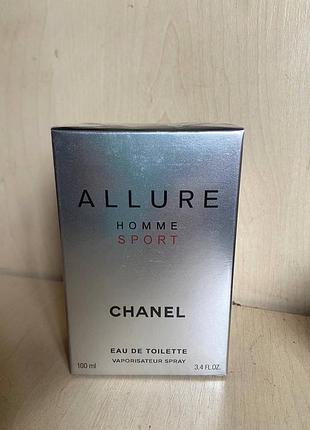 ALLURE
HOMME
SPORT
CHANEL
EAU DE TOILETTE
VAPORISATEUR SPRAY
100 ml 3.4 FL.OZ.